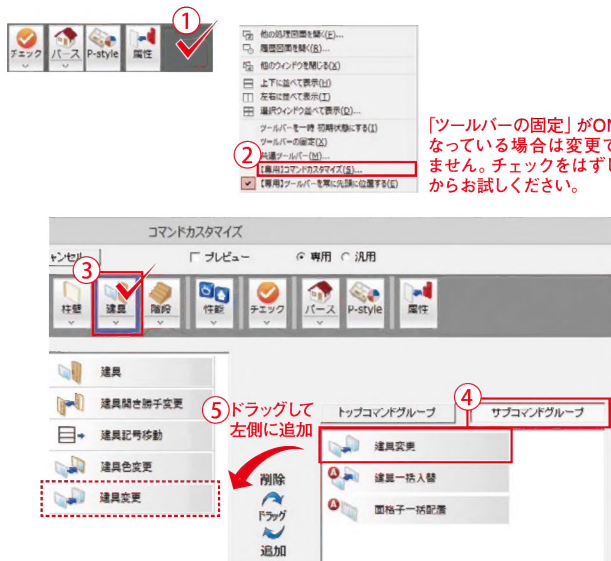 ①
チェック パース P-style 属性
他の処理図面を開く(F)...
履歴図面を開く(R)...
他のウィンドウを閉じる(X)
上下に並べて表示(H)
左右に並べて表示(T)
選択ウィンドウ並べて表示(D)...
ツールバーを一時 初期状態にする(I)
ツールバーの固定(X)
② 共通ツールバー(M)...
【専用】コマンドカスタマイズ(S)...
【専用】ツールバーを常に先頭に位置する(E)
「ツールバーの固定」がON
なっている場合は変更で
ません。チェックをはずし
からお試しください。
コマンドカスタマイズ
キャンセル プレビュー 専用 汎用
③
柱壁 建具 階段 性能 チェック パース P-style 属性
建具
建具開き勝手変更
建具記号移動
建具色変更
建具変更
⑤ ドラッグして
左側に追加
削除
ドラッグ
追加
④
トップコマンドグループ サブコマンドグループ
建具変更
建具一括入替
面格子一括配置